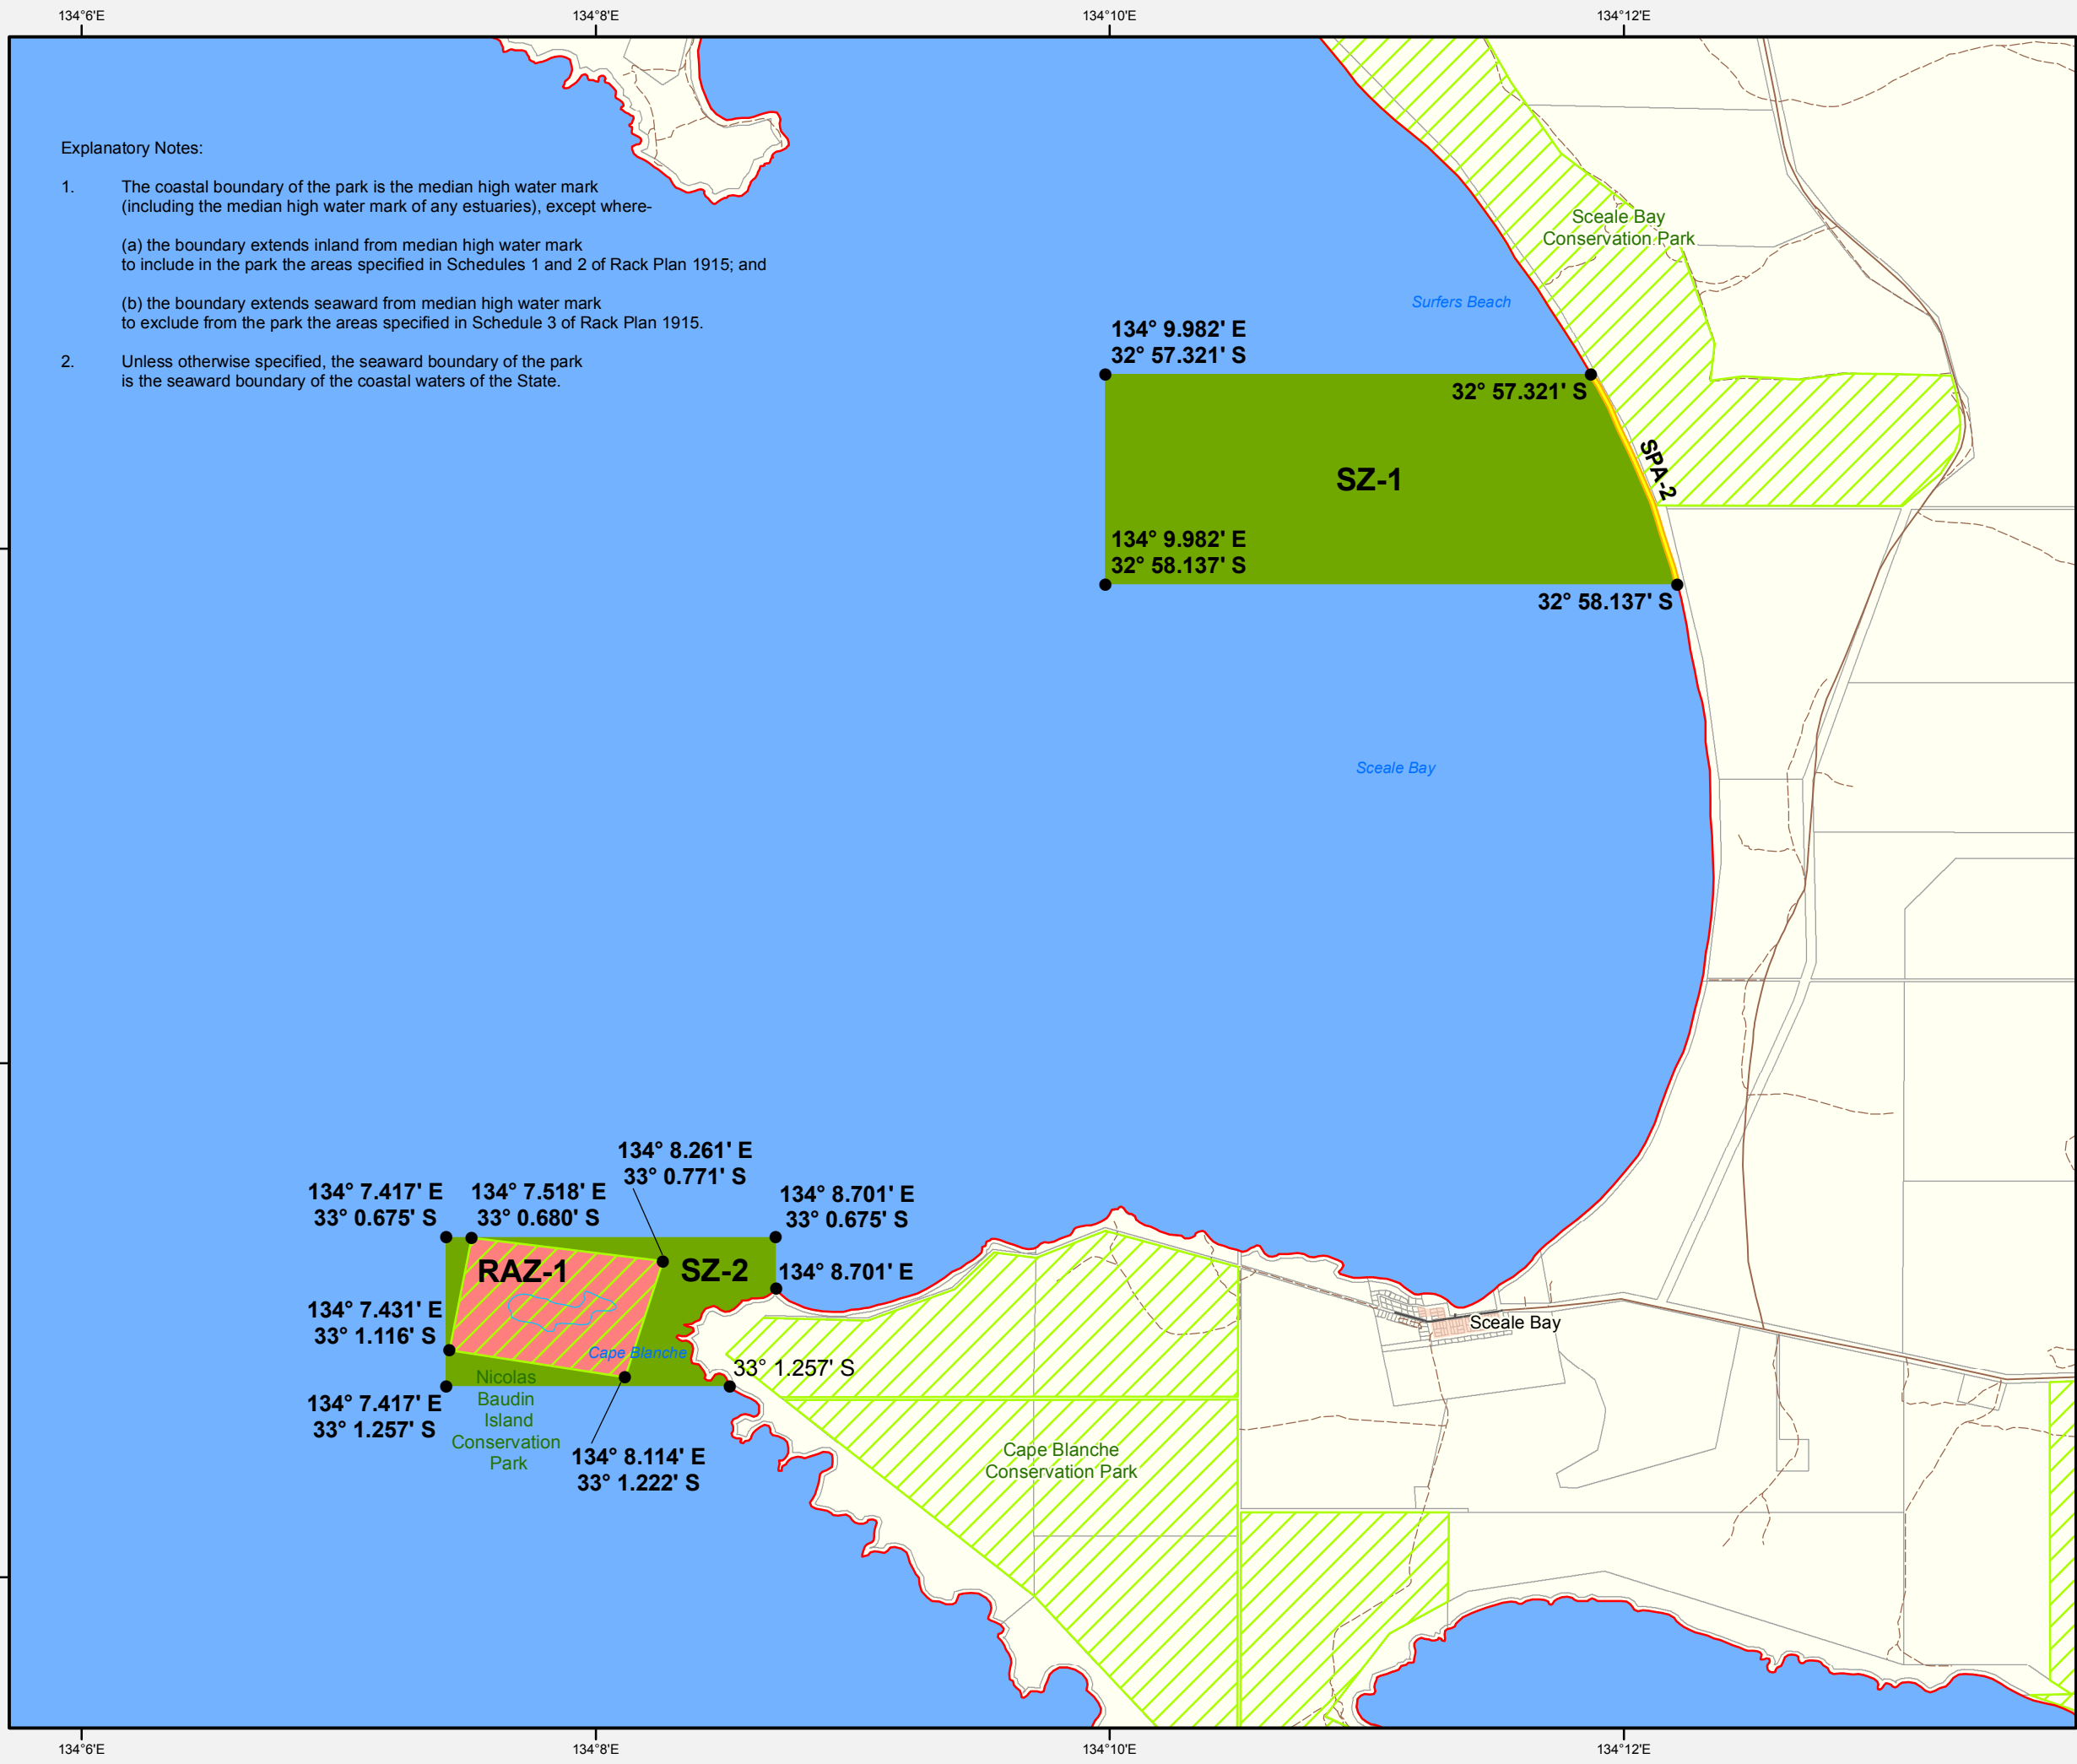 134°6'E
134°8'E
134°10'E
134°12'E
Explanatory Notes:
1. The coastal boundary of the park is the median high water mark
(including the median high water mark of any estuaries), except where-
(a) the boundary extends inland from median high water mark
to include in the park the areas specified in Schedules 1 and 2 of Rack Plan 1915; and
(b) the boundary extends seaward from median high water mark
to exclude from the park the areas specified in Schedule 3 of Rack Plan 1915.
2. Unless otherwise specified, the seaward boundary of the park
is the seaward boundary of the coastal waters of the State.
Sceale Bay
Conservation Park
Surfers Beach
134° 9.982' E
32° 57.321' S
32° 57.321' S
SPA-2
SZ-1
134° 9.982' E
32° 58.137' S
32° 58.137' S
Sceale Bay
134° 8.261' E
33° 0.771' S
134° 7.417' E
33° 0.675' S
134° 7.518' E
33° 0.680' S
134° 8.701' E
33° 0.675' S
RAZ-1
SZ-2
134° 8.701' E
134° 7.431' E
33° 1.116' S
Cape Blanche
33° 1.257' S
Sceale Bay
Nicolas
Baudin
Island
Conservation
Park
134° 7.417' E
33° 1.257' S
134° 8.114' E
33° 1.222' S
Cape Blanche
Conservation Park
134°6'E
134°8'E
134°10'E
134°12'E